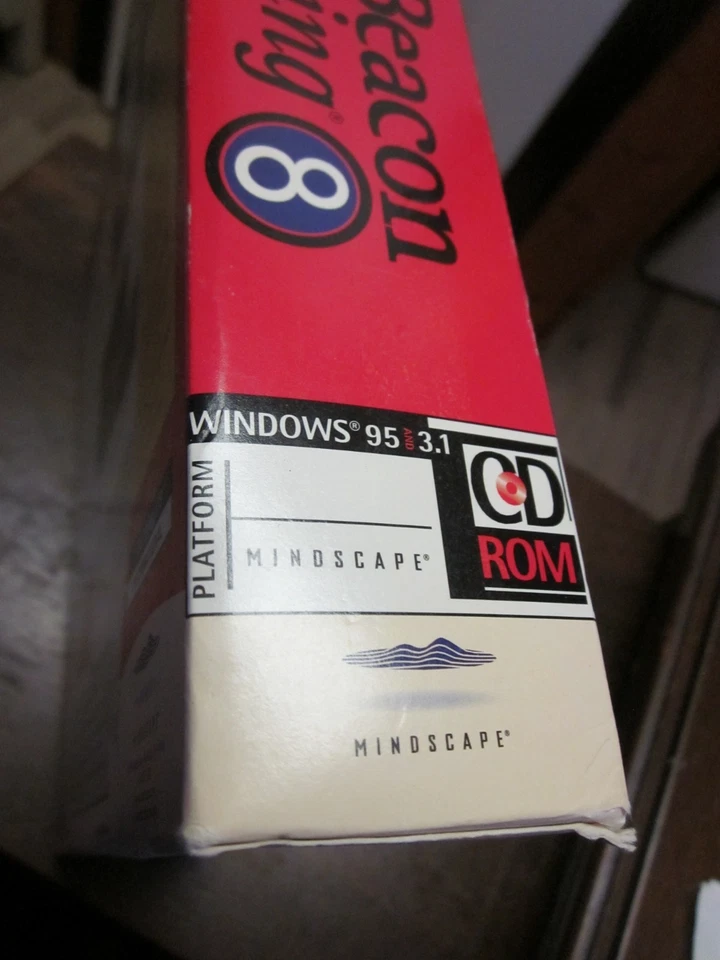 Beacon
ing®
8
WINDOWS® 95 AND 3.1
PLATFORM
MINDSCAPE®
CD
ROM
MINDSCAPE®